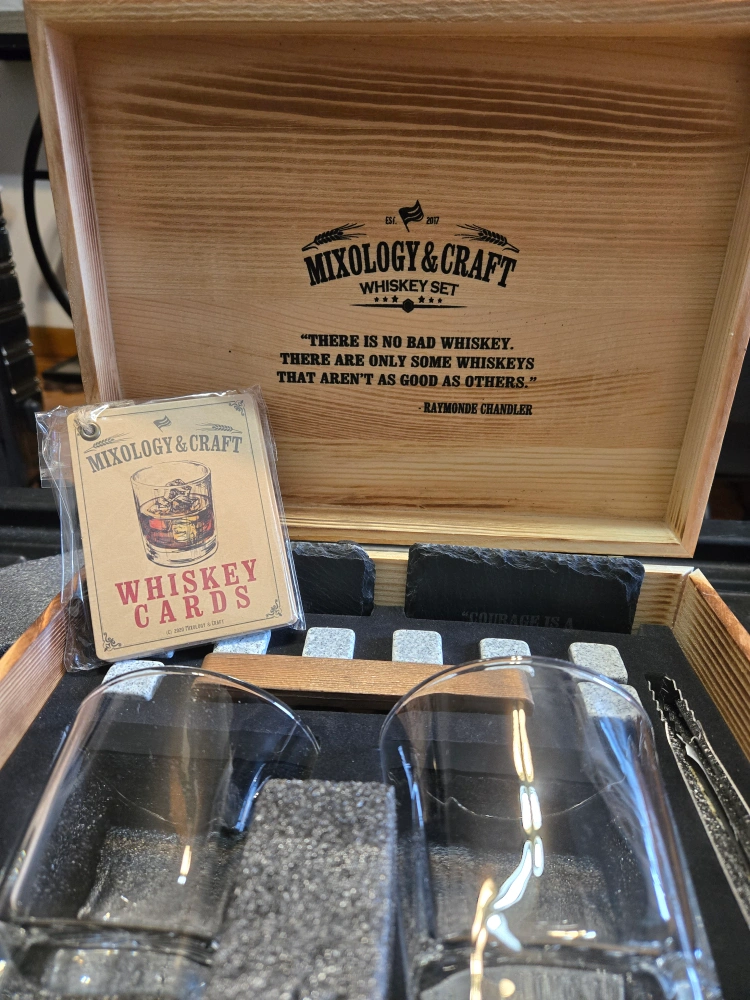 EST. 2017
MIXOLOGY & CRAFT
WHISKEY SET
"THERE IS NO BAD WHISKEY.
THERE ARE ONLY SOME WHISKEYS
THAT AREN'T AS GOOD AS OTHERS."
- RAYMONDE CHANDLER
MIXOLOGY & CRAFT
WHISKEY
CARDS
"COURAGE IS A